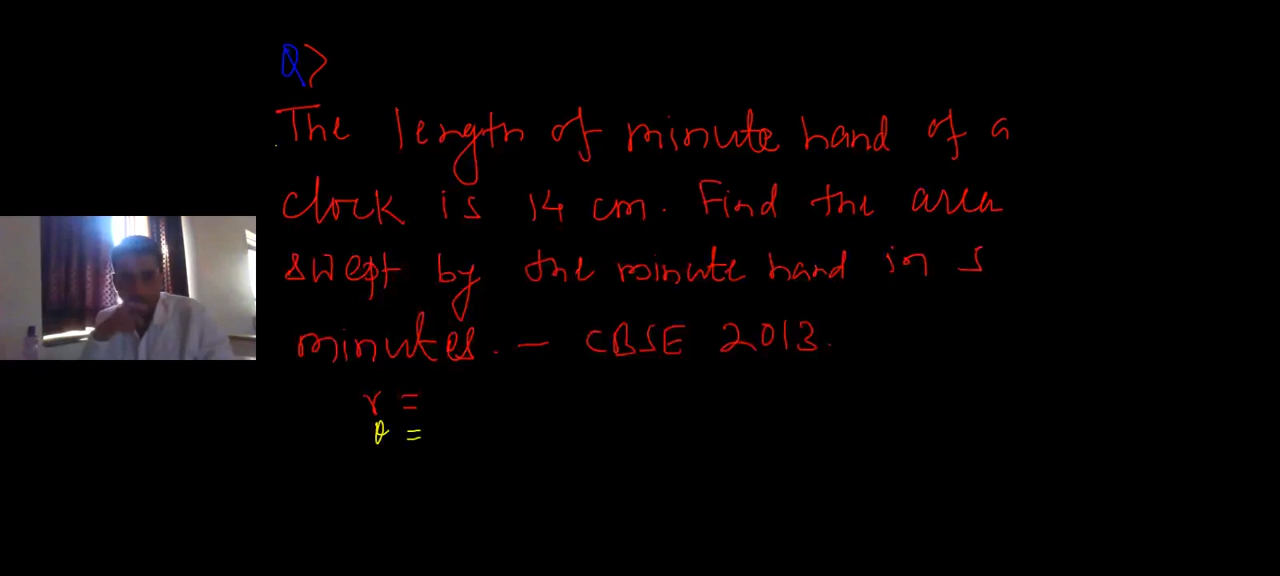 Q>
The length of minute hand of a
clock is 14 cm. Find the area
swept by the minute hand in 5
minutes. - CBSE 2013.
r =
θ =